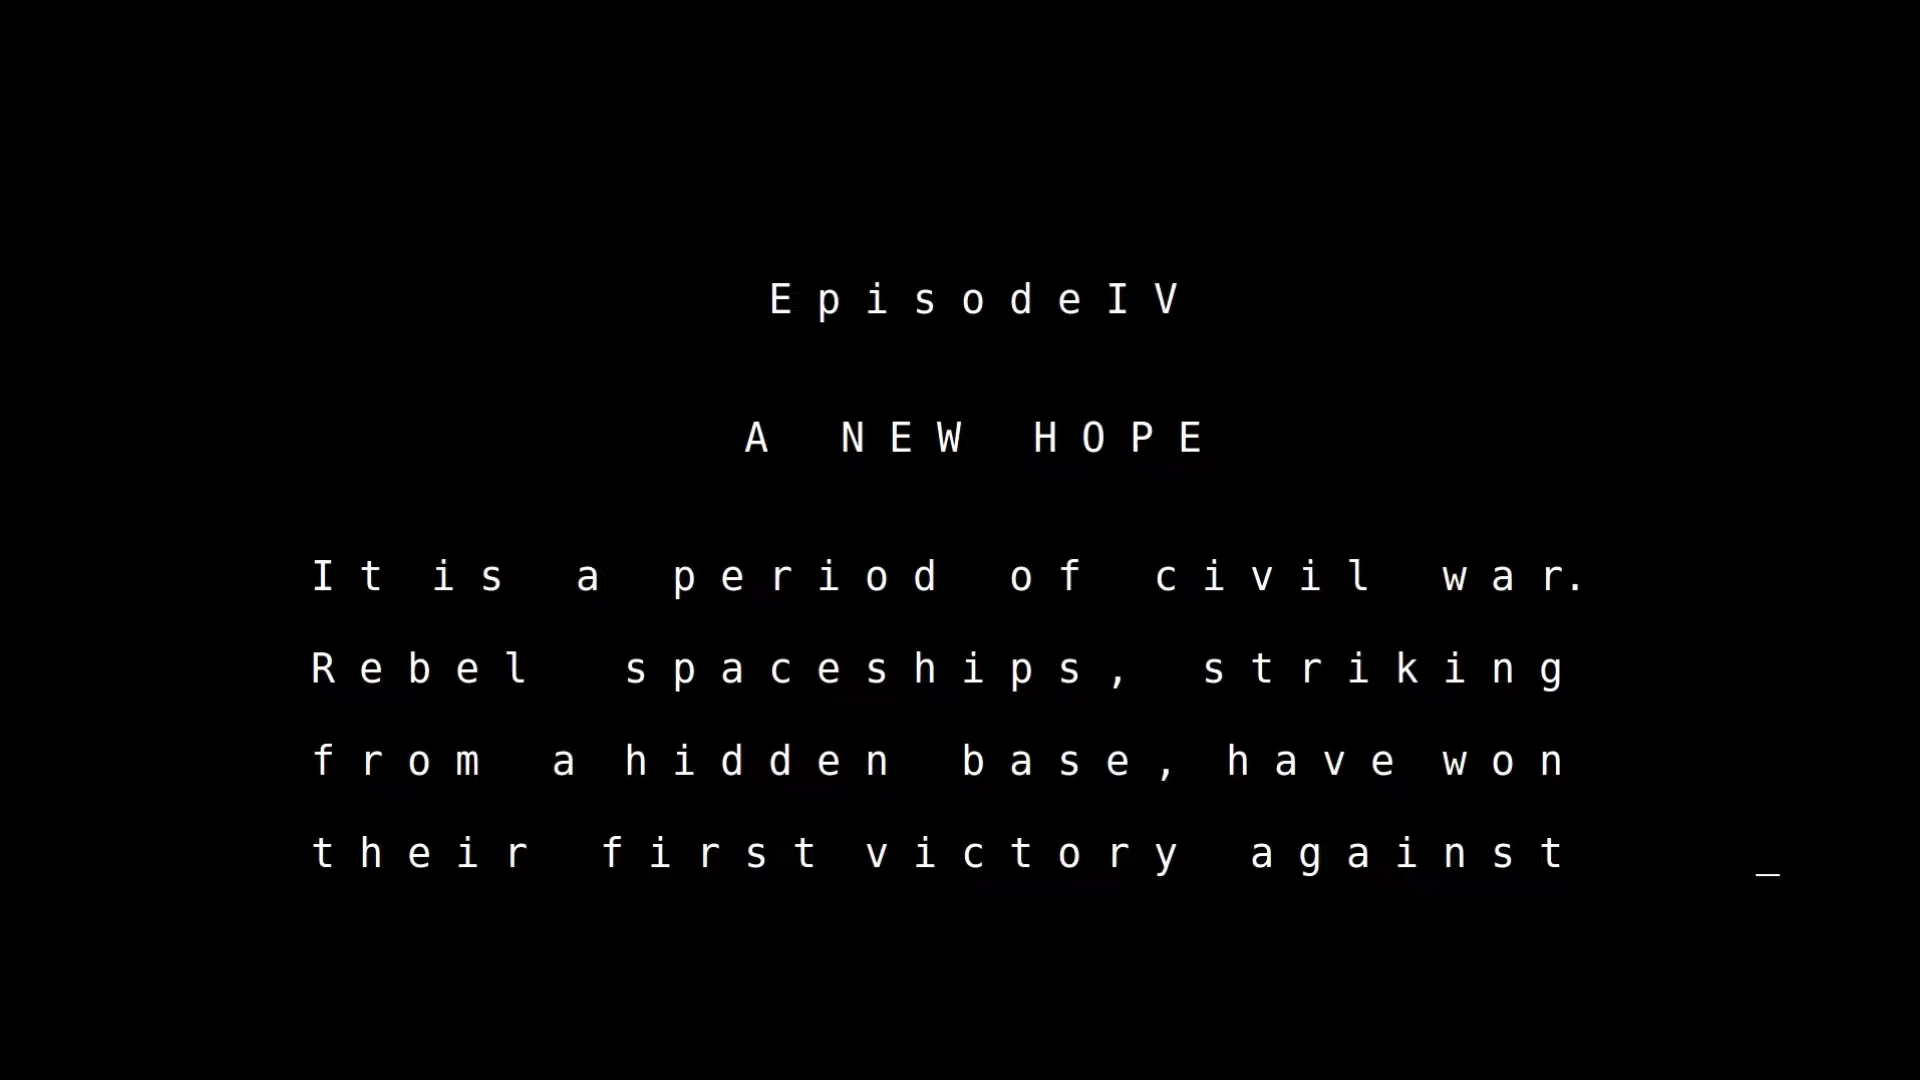 EpisodeIV
A NEW HOPE
It is a period of civil war.
Rebel spaceships, striking
from a hidden base, have won
their first victory against _